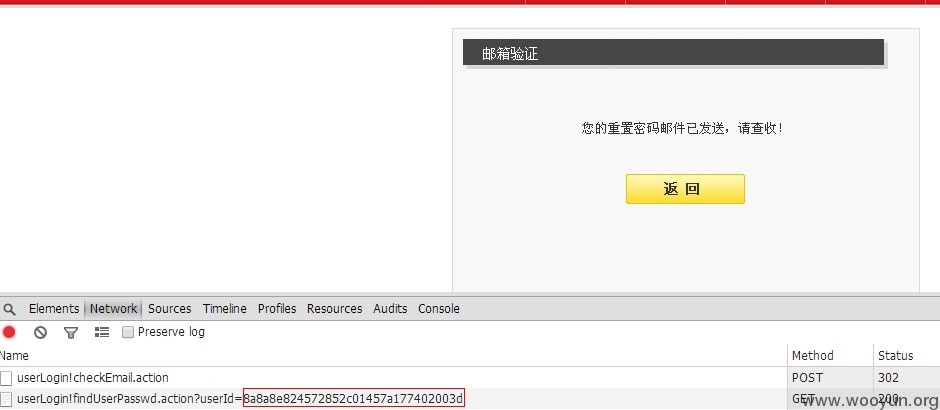 邮箱验证
您的重置密码邮件已发送，请查收！
返 回
Elements Network Sources Timeline Profiles Resources Audits Console
Preserve log
Name Method Status
userLogin!checkEmail.action POST 302
userLogin!findUserPasswd.action?userId=8a8a8e824572852c01457a177402003d GET 200
www.wooyun.org